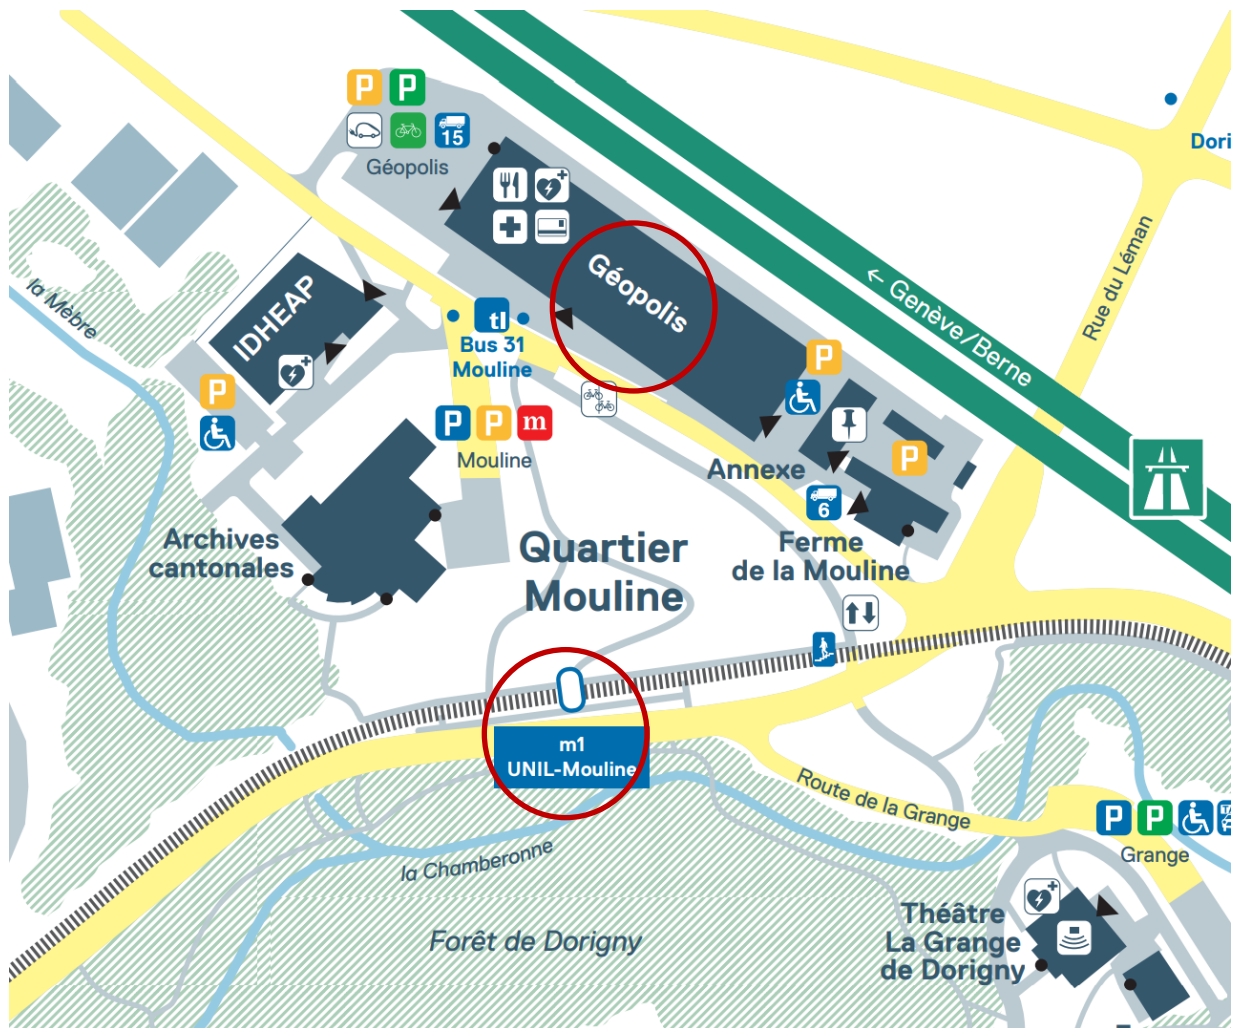 P P
15
Géopolis
Dori
la Mèbre
IDHEAP
Géopolis
← Genève/Berne
Rue du Léman
tl
Bus 31
Mouline
P
P
P P m
Mouline
P
Annexe
6
Archives
cantonales
Quartier
Mouline
Ferme
de la Mouline
m1
UNIL-Mouline
Route de la Grange
P P
Grange
la Chamberonne
Forêt de Dorigny
Théâtre
La Grange
de Dorigny